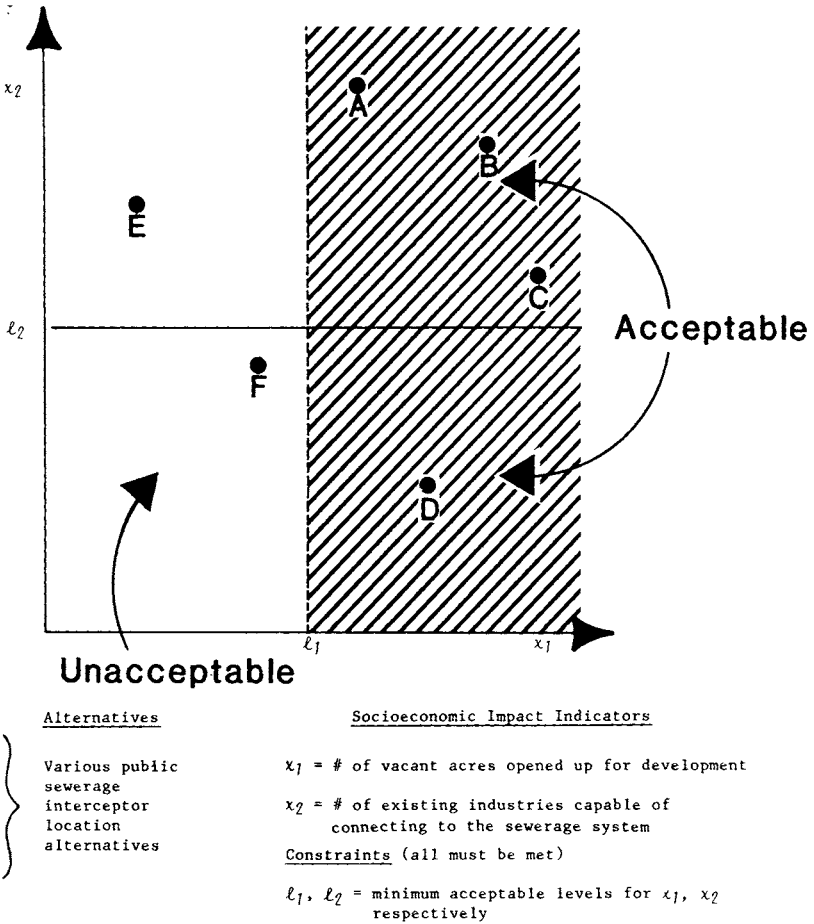 x2
A
B
E
C
ℓ2
Acceptable
F
D
ℓ1
x1
Unacceptable
Alternatives
Various public
sewerage
interceptor
location
alternatives
Socioeconomic Impact Indicators
x1 = # of vacant acres opened up for development
x2 = # of existing industries capable of
connecting to the sewerage system
Constraints (all must be met)
ℓ1, ℓ2 = minimum acceptable levels for x1, x2
respectively